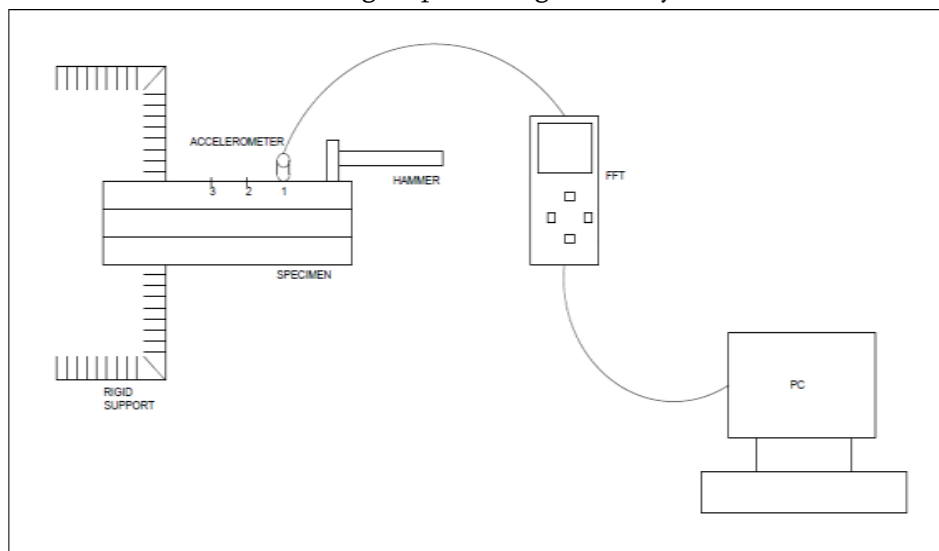 ACCELEROMETER
3 2 1
HAMMER
FFT
SPECIMEN
PC
RIGID
SUPPORT